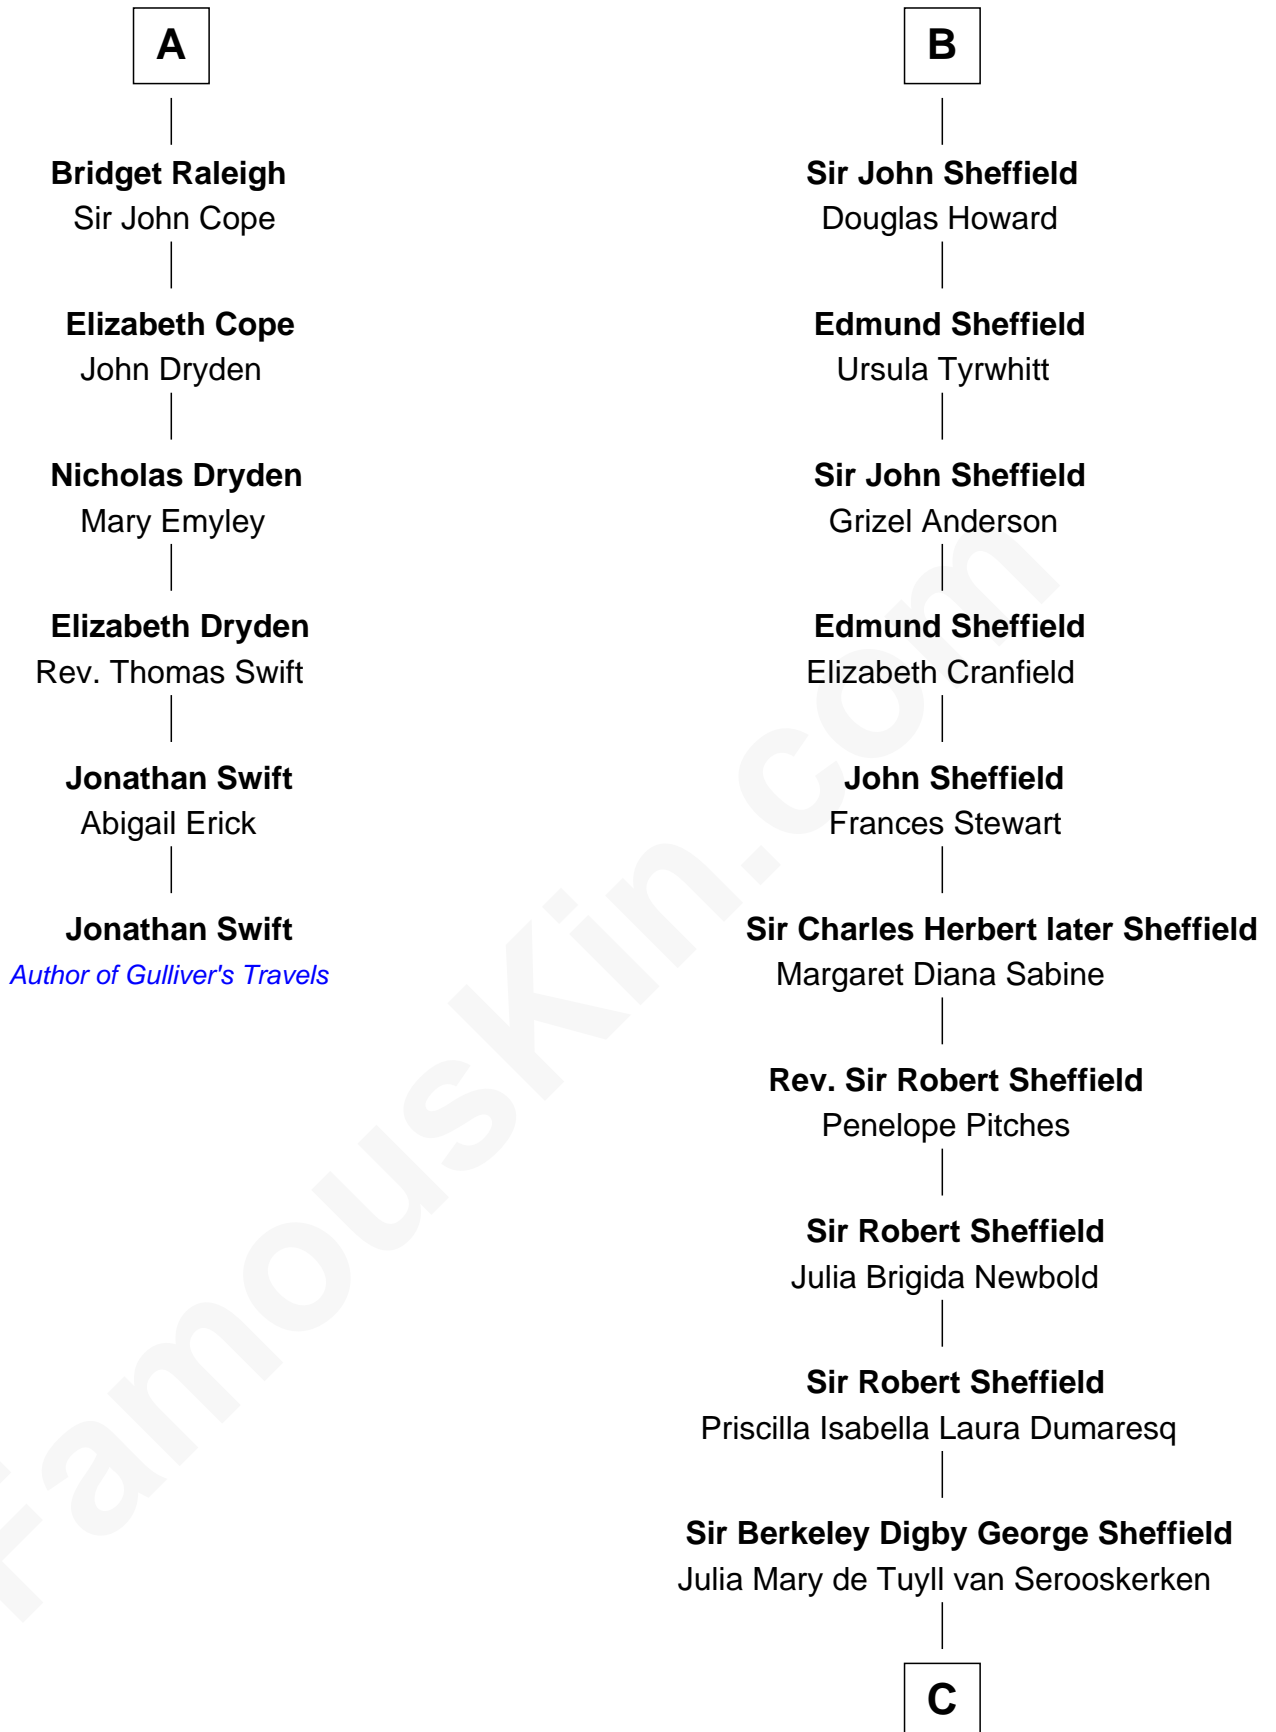 A
Bridget Raleigh
Sir John Cope
Elizabeth Cope
John Dryden
Nicholas Dryden
Mary Emyley
Elizabeth Dryden
Rev. Thomas Swift
Jonathan Swift
Abigail Erick
Jonathan Swift
Author of Gulliver's Travels
B
Sir John Sheffield
Douglas Howard
Edmund Sheffield
Ursula Tyrwhitt
Sir John Sheffield
Grizel Anderson
Edmund Sheffield
Elizabeth Cranfield
John Sheffield
Frances Stewart
Sir Charles Herbert later Sheffield
Margaret Diana Sabine
Rev. Sir Robert Sheffield
Penelope Pitches
Sir Robert Sheffield
Julia Brigida Newbold
Sir Robert Sheffield
Priscilla Isabella Laura Dumaresq
Sir Berkeley Digby George Sheffield
Julia Mary de Tuyll van Serooskerken
C
FamousKin.com